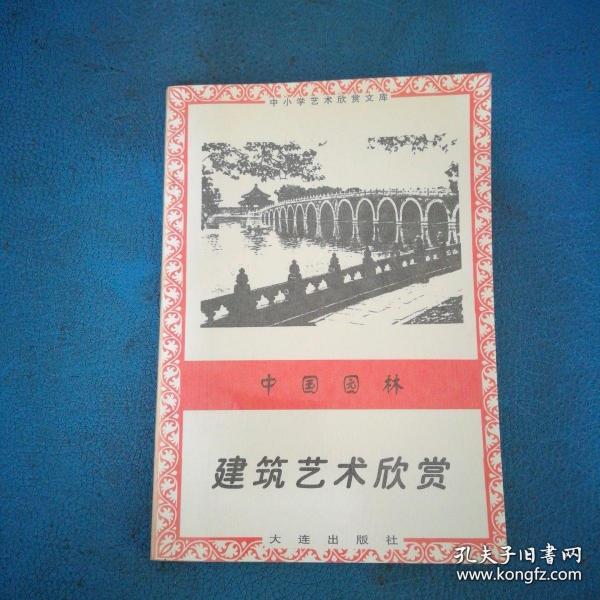 中小学艺术欣赏文库
中国园林
建筑艺术欣赏
大连出版社
孔夫子旧书网
www.kongfz.com